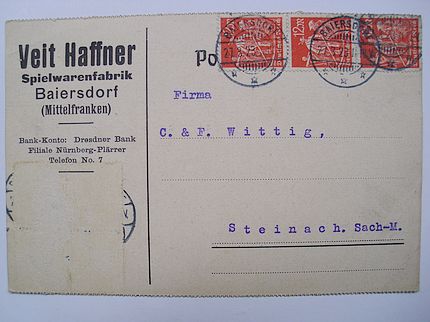 Veit Haffner
Spielwarenfabrik
Baiersdorf
(Mittelfranken)
Bank-Konto: Dresdner Bank
Filiale Nürnberg-Plärrer
Telefon No. 7
Firma
C. & F. Wittig,
Steinach. Sach-M.
BAIERSDORF